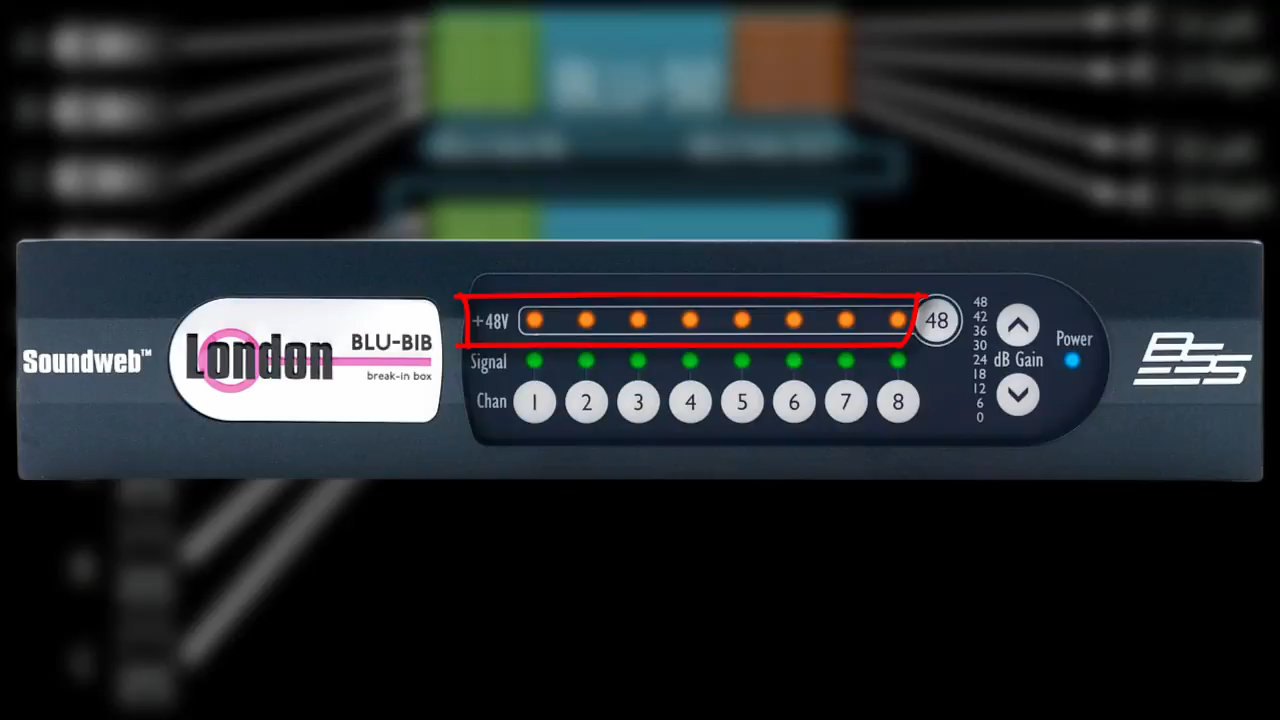 Soundweb™
London
BLU-BIB
break-in box
+48V
48
Signal
Chan
1 2 3 4 5 6 7 8
48
42
36
30
24
18
12
6
0
dB Gain
Power
BSS